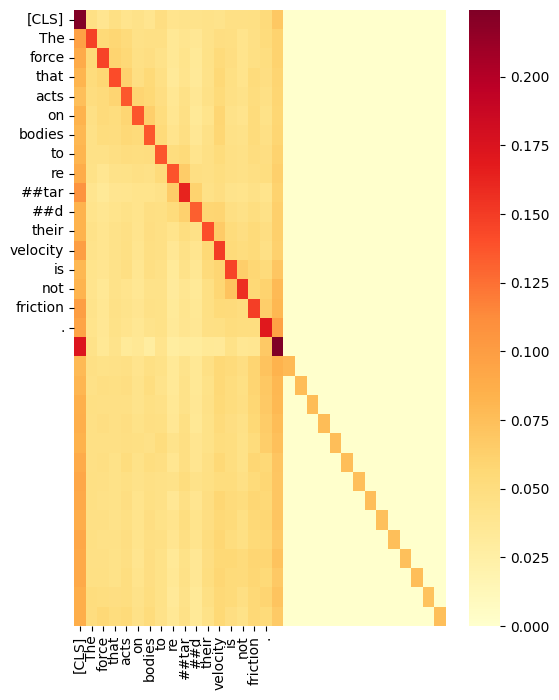 [CLS]
The
force
that
acts
on
bodies
to
re
##tar
##d
their
velocity
is
not
friction
.
[CLS]
The
force
that
acts
on
bodies
to
re
##tar
##d
their
velocity
is
not
friction
.
0.200
0.175
0.150
0.125
0.100
0.075
0.050
0.025
0.000